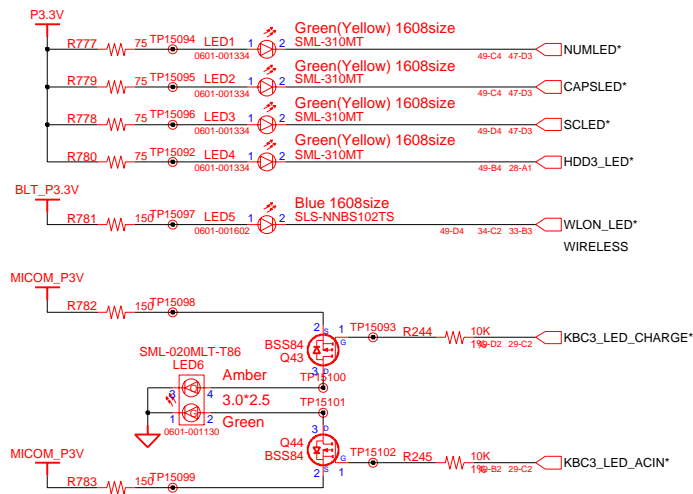 P3.3V
R777 75 TP15094 LED1 1 2 Green(Yellow) 1608size
0601-001334 SML-310MT 49-C4 47-D3 NUMLED*
R779 75 TP15095 LED2 1 2 Green(Yellow) 1608size
0601-001334 SML-310MT 49-C4 47-D3 CAPSLED*
R778 75 TP15096 LED3 1 2 Green(Yellow) 1608size
0601-001334 SML-310MT 49-D4 47-D3 SCLED*
R780 75 TP15092 LED4 1 2 Green(Yellow) 1608size
0601-001334 SML-310MT 49-B4 28-A1 HDD3_LED*
BLT_P3.3V
R781 150 TP15097 LED5 1 2 Blue 1608size
0601-001602 SLS-NNBS102TS 49-D4 34-C2 33-B3 WLON_LED*
WIRELESS
MICOM_P3V
R782 150 TP15098
2 S 1 G TP15093 R244 10K KBC3_LED_CHARGE*
BSS84 1% 29-C2
Q43
3 D
SML-020MLT-T86
LED6
TP15100
3 4 Amber
3.0*2.5
TP15101
1 2 Green
0601-001130
3 D
Q44
BSS84
G TP15102 R245 10K KBC3_LED_ACIN*
2 S 1 29-C2
MICOM_P3V
R783 150 TP15099